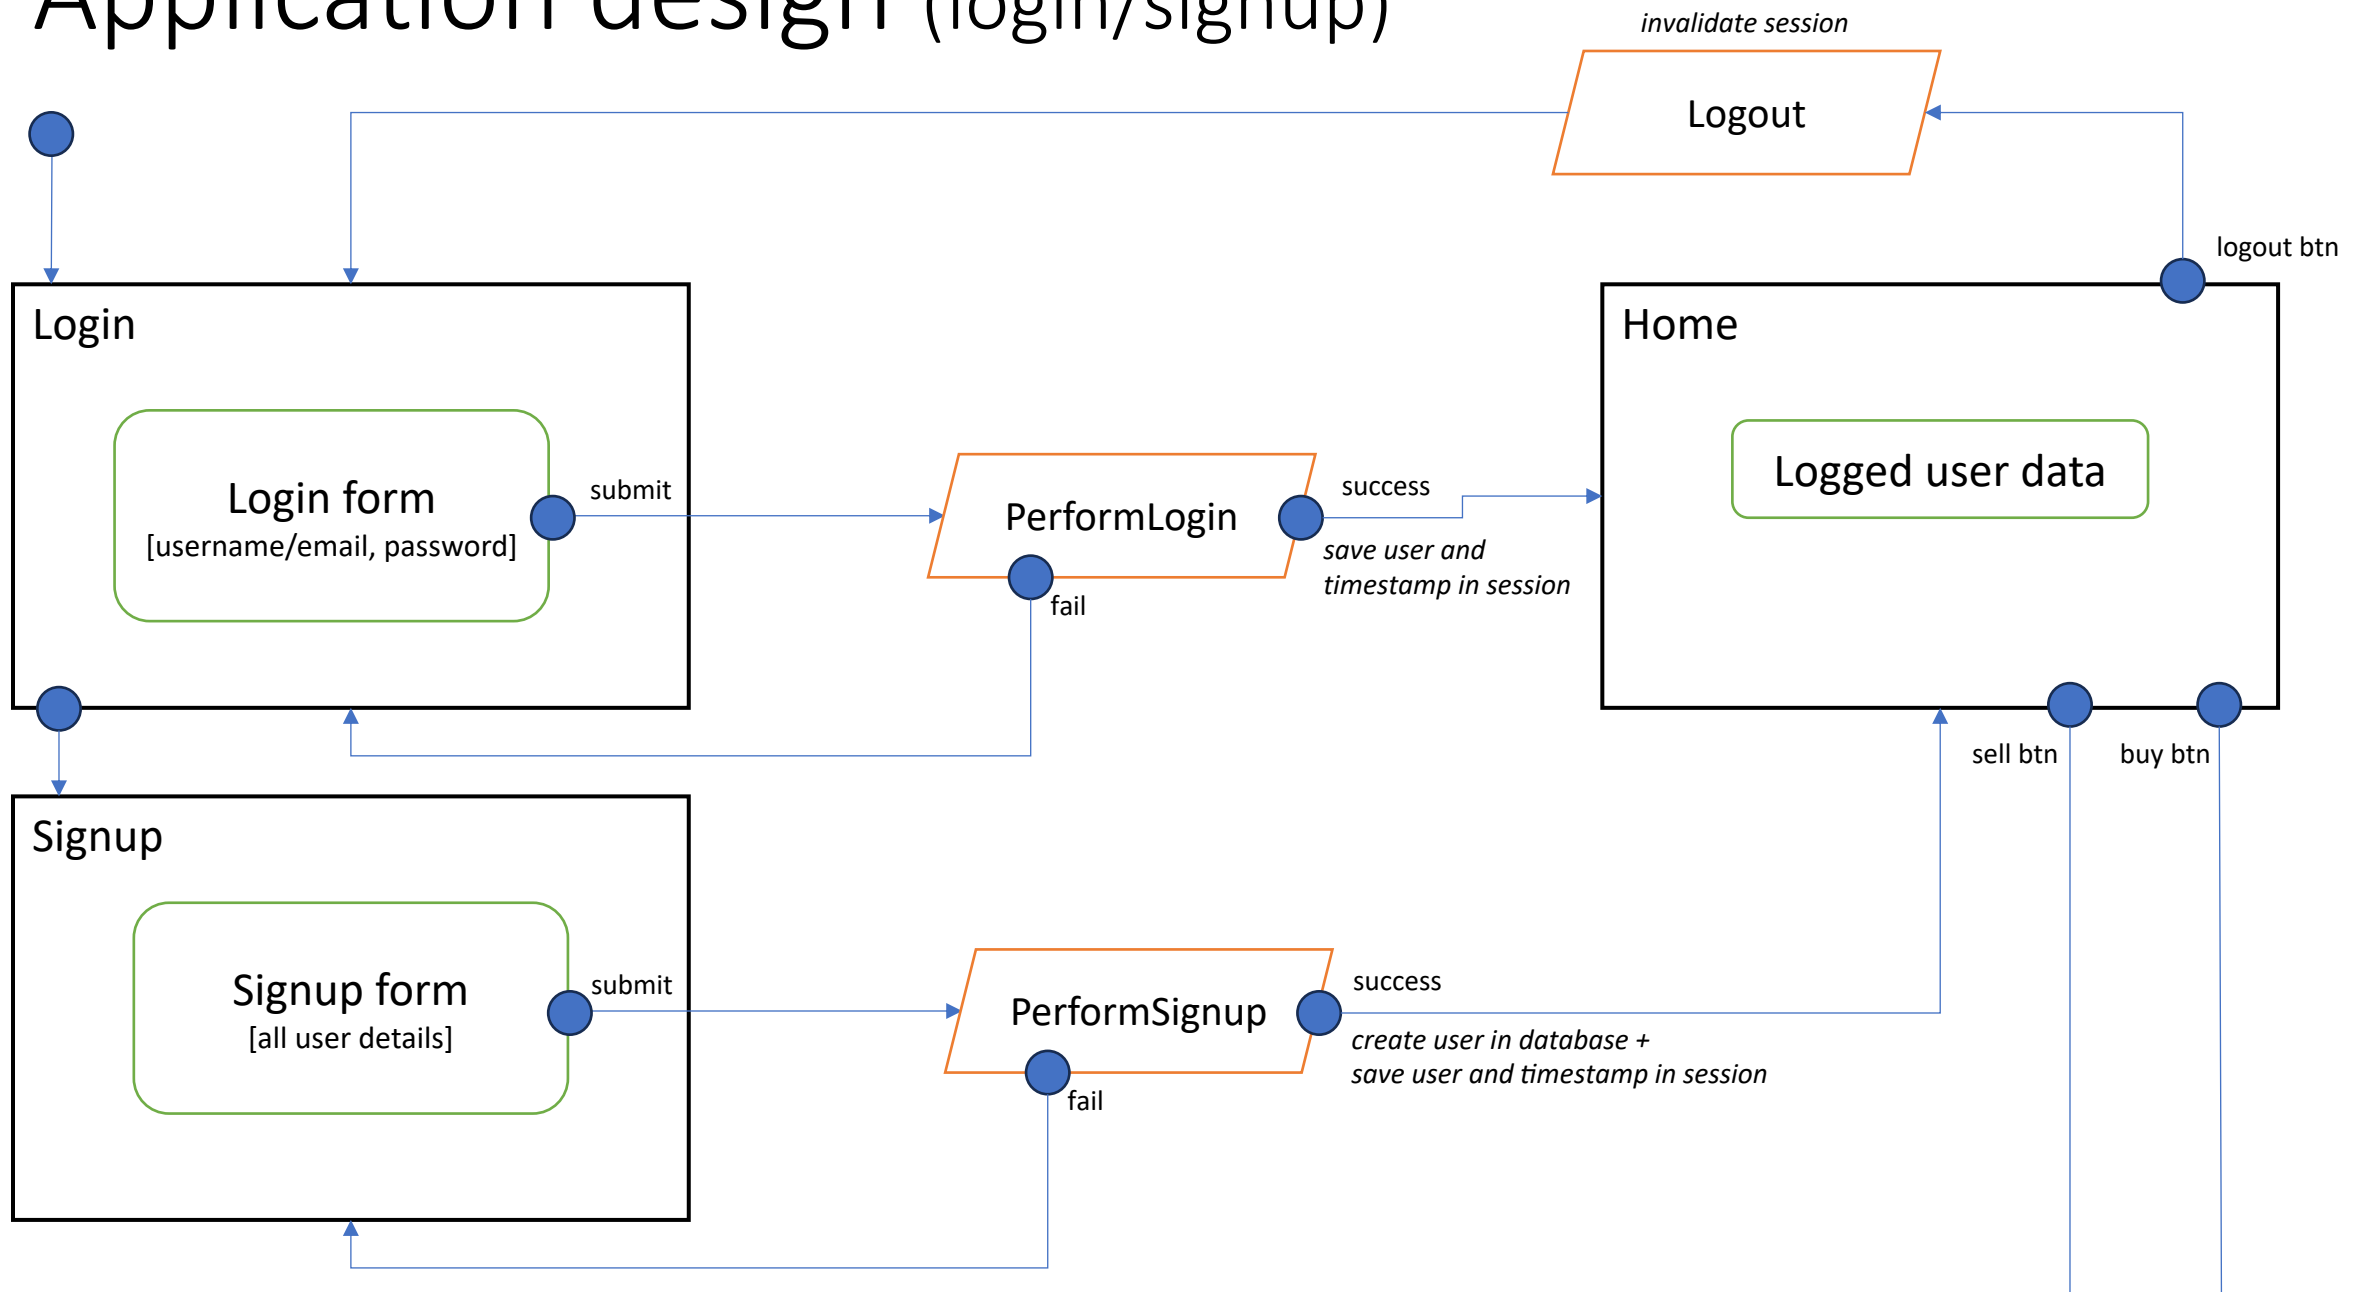 Application design (login/signup)
invalidate session
Logout
logout btn
Login
Home
Login form
[username/email, password]
submit
PerformLogin
success
save user and
timestamp in session
fail
Logged user data
sell btn
buy btn
Signup
Signup form
[all user details]
submit
PerformSignup
success
create user in database +
save user and timestamp in session
fail